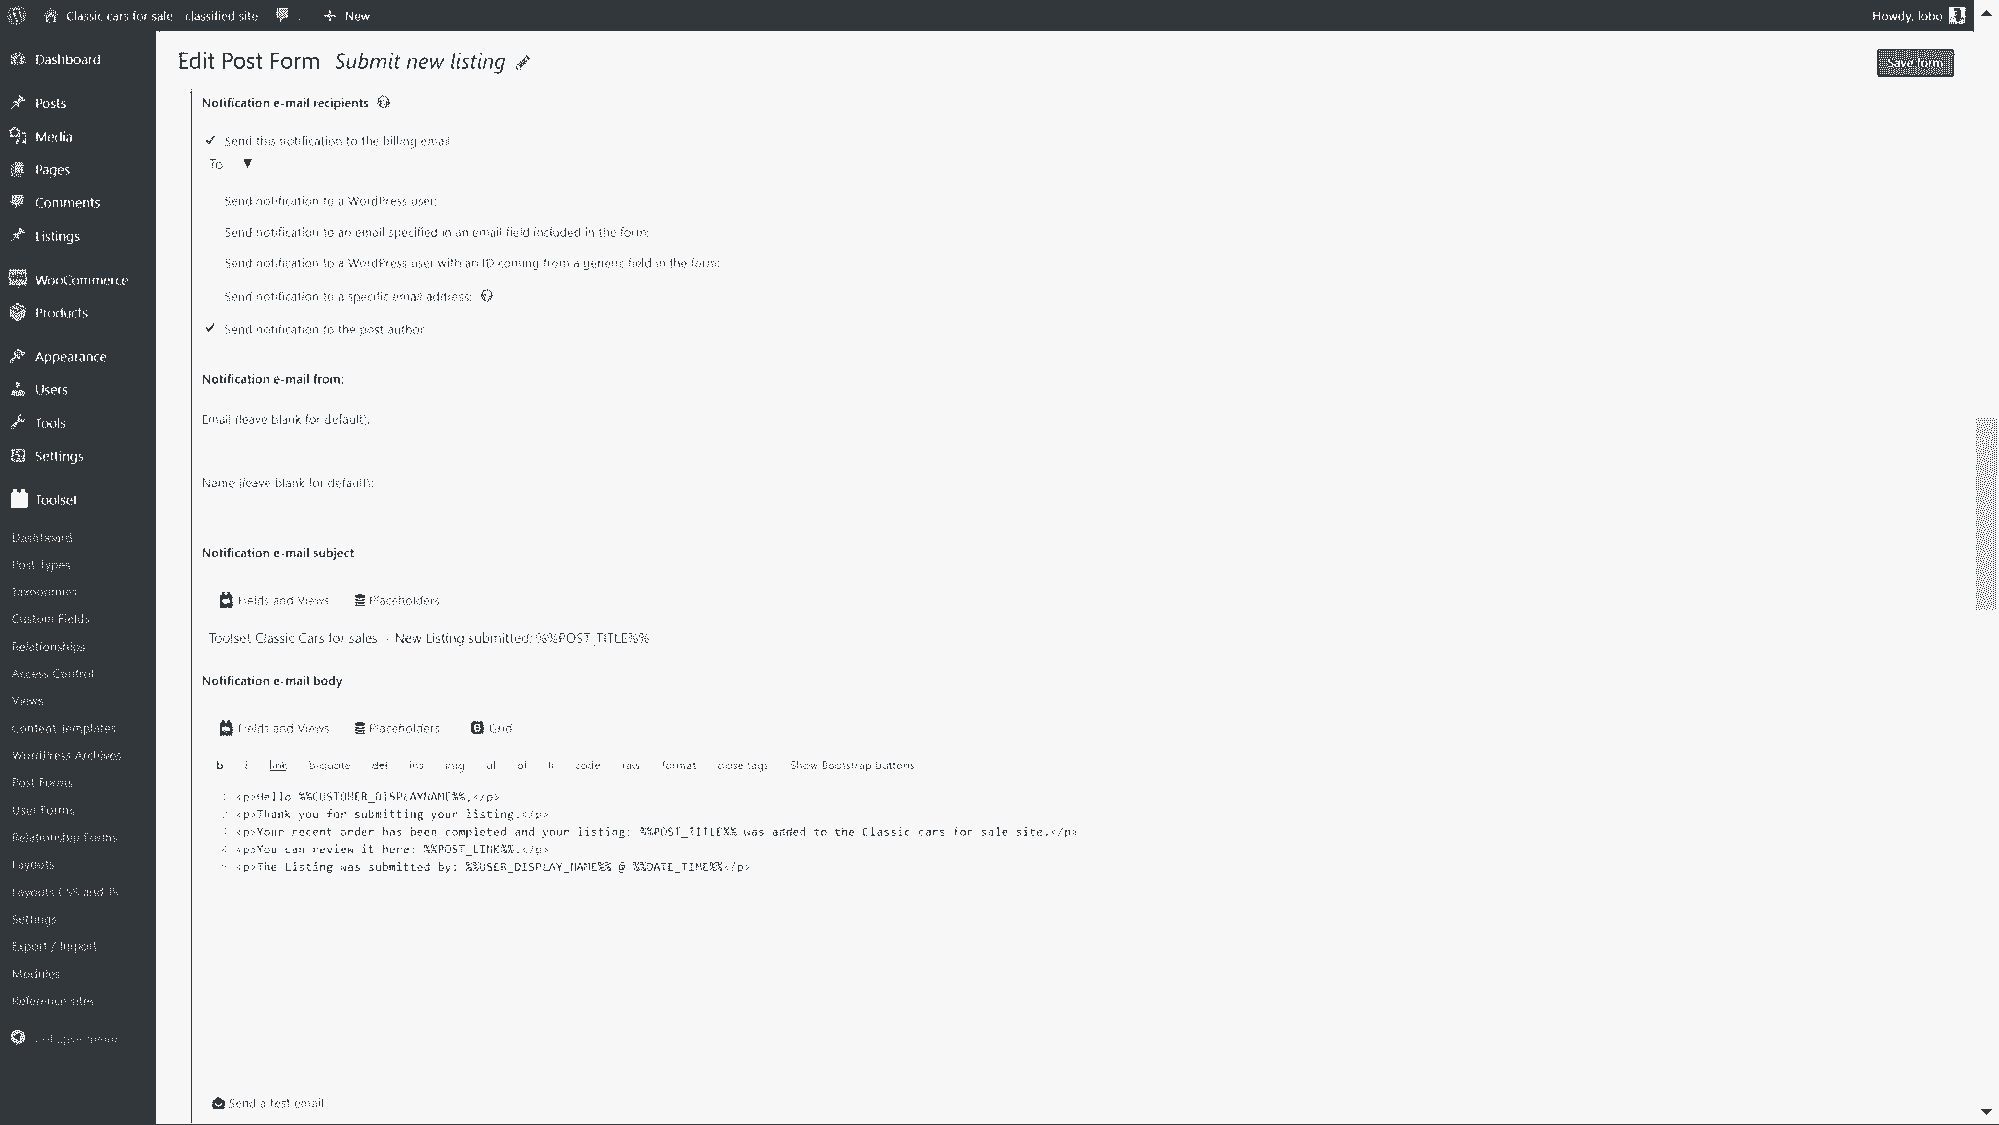 Classic cars for sale classified site
New
Howdy, lobo
Dashboard
Posts
Media
Pages
Comments
Listings
WooCommerce
Products
Appearance
Users
Tools
Settings
Toolset
Dashboard
Post Types
Taxonomies
Custom Fields
Relationships
Access Control
Views
Content Templates
WordPress Archives
Post Forms
User Forms
Relationship Forms
Layouts
Layouts CSS and JS
Settings
Export / Import
Modules
Reference sites
Collapse menu
Edit Post Form Submit new listing
Save form
Notification e-mail recipients
Send this notification to the billing email
To
Send notification to a WordPress user:
Send notification to an email specified in an email field included in the form:
Send notification to a WordPress user with an ID coming from a generic field in the form:
Send notification to a specific email address:
Send notification to the post author
Notification e-mail from:
Email (leave blank for default):
Name (leave blank for default):
Notification e-mail subject
Fields and Views Placeholders
Toolset Classic Cars for sales - New Listing submitted: %%POST_TITLE%%
Notification e-mail body
Fields and Views Placeholders Grid
b i link b-quote del ins img ul ol li code raw format close tags Show Bootstrap buttons
1 <p>Hello %%CUSTOMER_DISPLAYNAME%%,</p>
2 <p>Thank you for submitting your listing.</p>
3 <p>Your recent order has been completed and your listing: %%POST_TITLE%% was added to the Classic cars for sale site.</p>
4 <p>You can review it here: %%POST_LINK%%.</p>
5 <p>The Listing was submitted by: %%USER_DISPLAY_NAME%% @ %%DATE_TIME%%</p>
Send a test email